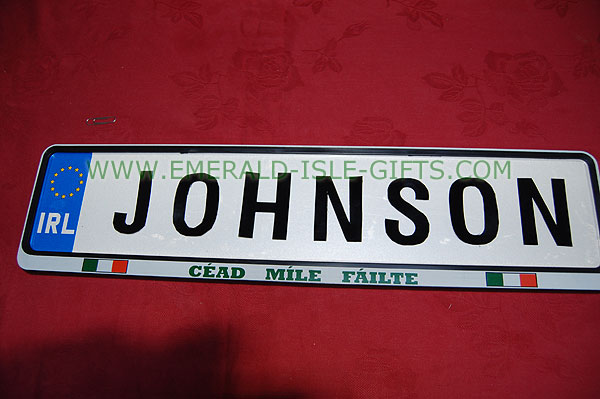 WWW.EMERALD-ISLE-GIFTS.COM
JOHNSON
IRL
CÉAD MÍLE FÁILTE